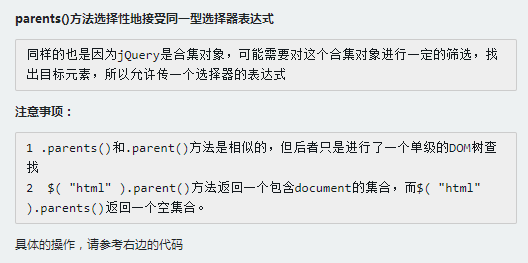 parents()方法选择性地接受同一型选择器表达式
同样的也是因为jQuery是合集对象，可能需要对这个合集对象进行一定的筛选，找
出目标元素，所以允许传一个选择器的表达式
注意事项：
1 .parents()和.parent()方法是相似的，但后者只是进行了一个单级的DOM树查
找
2  $( "html" ).parent()方法返回一个包含document的集合，而$( "html"
).parents()返回一个空集合。
具体的操作，请参考右边的代码